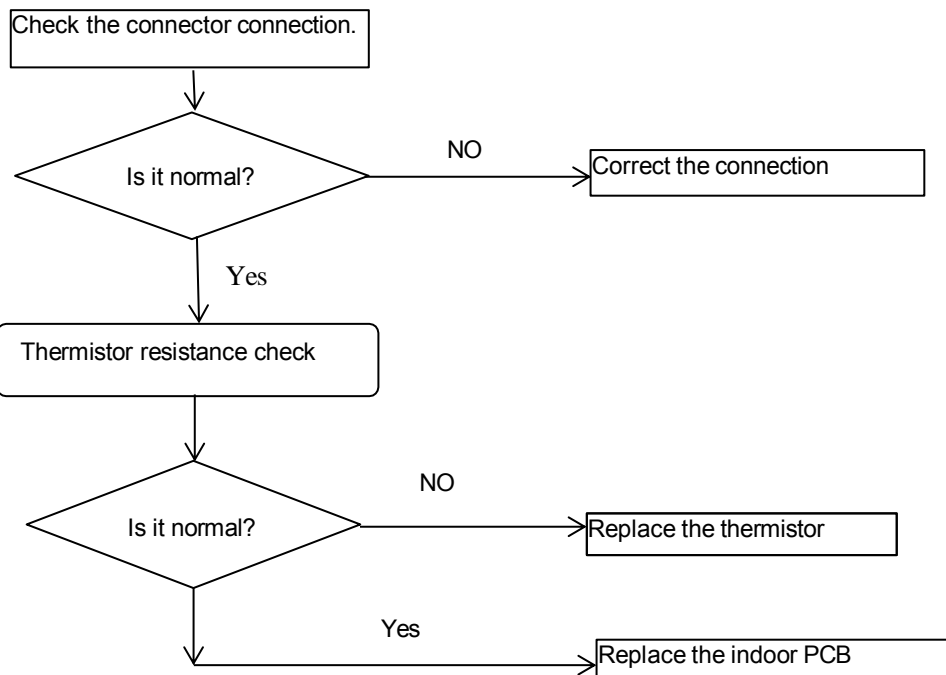 Check the connector connection.
Is it normal?
NO
Correct the connection
Yes
Thermistor resistance check
Is it normal?
NO
Replace the thermistor
Yes
Replace the indoor PCB